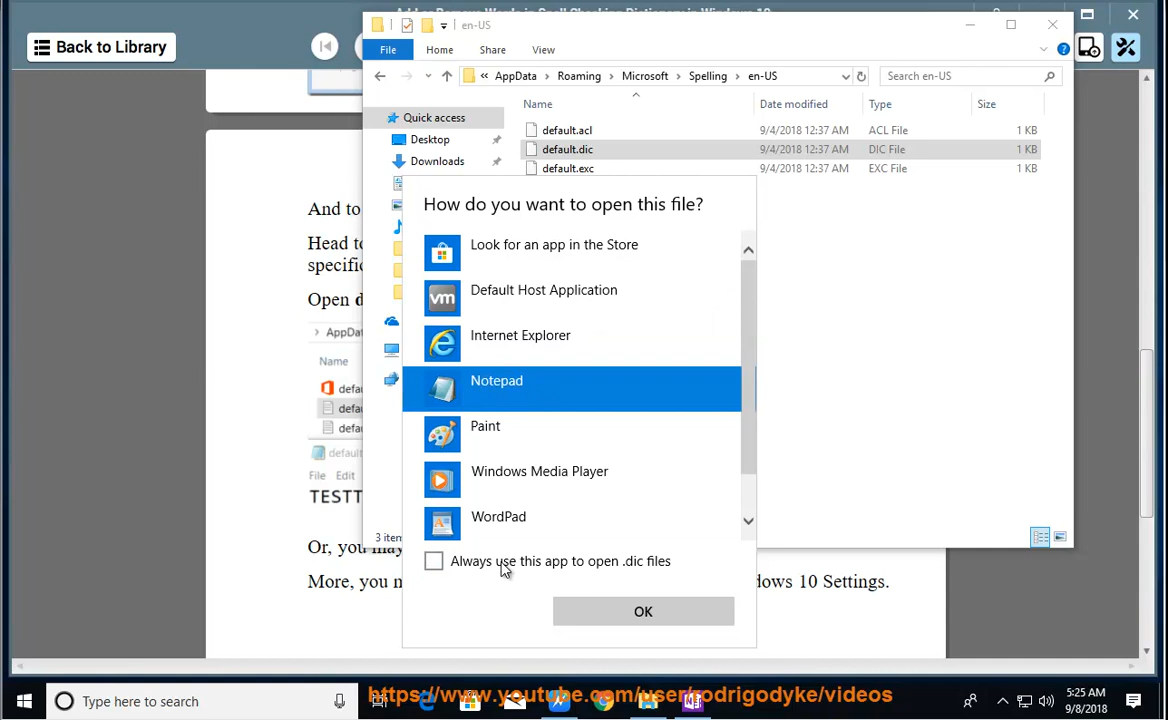 Back to Library
en-US
File Home Share View
AppData Roaming Microsoft Spelling en-US
Search en-US
Name Date modified Type Size
Quick access
Desktop
Downloads
default.acl 9/4/2018 12:37 AM ACL File 1 KB
default.dic 9/4/2018 12:37 AM DIC File 1 KB
default.exc 9/4/2018 12:37 AM EXC File 1 KB
How do you want to open this file?
Look for an app in the Store
Default Host Application
Internet Explorer
Notepad
Paint
Windows Media Player
WordPad
Always use this app to open .dic files
OK
And to
Head to
specific
Open d
AppDat
Name
defau
defau
defau
default
File Edit
TESTT
3 item
Or, you may
More, you n
dows 10 Settings.
Type here to search
https://www.youtube.com/user/rodrigodyke/videos
5:25 AM
9/8/2018